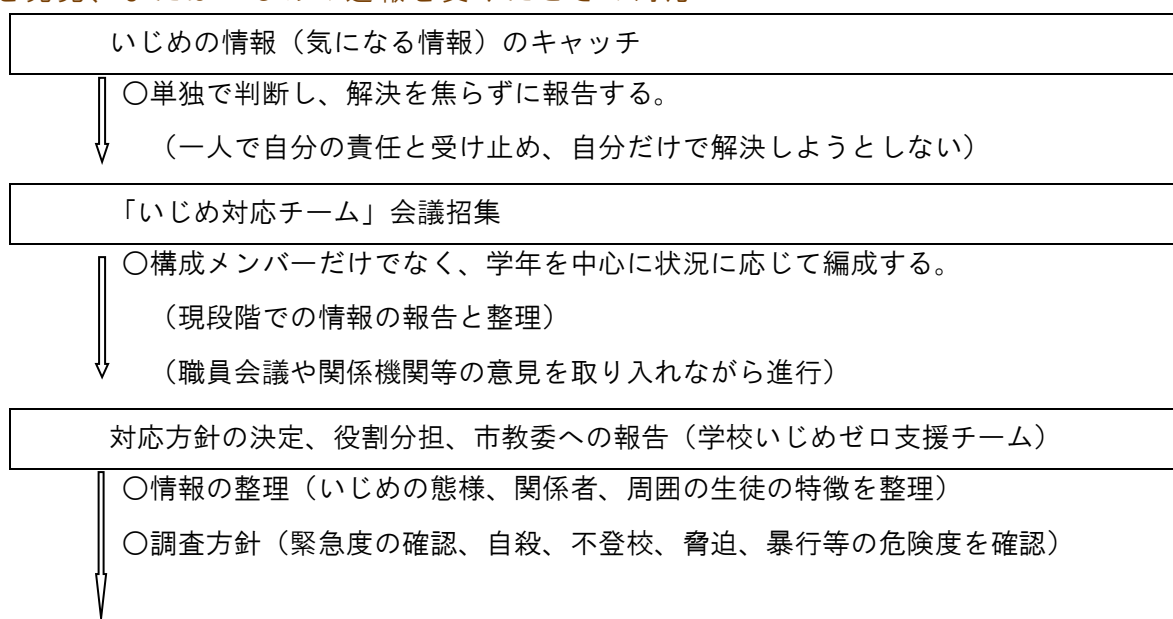 いじめの情報（気になる情報）のキャッチ
〇単独で判断し、解決を焦らずに報告する。
（一人で自分の責任と受け止め、自分だけで解決しようとしない）
「いじめ対応チーム」会議招集
〇構成メンバーだけでなく、学年を中心に状況に応じて編成する。
（現段階での情報の報告と整理）
（職員会議や関係機関等の意見を取り入れながら進行）
対応方針の決定、役割分担、市教委への報告（学校いじめゼロ支援チーム）
〇情報の整理（いじめの態様、関係者、周囲の生徒の特徴を整理）
〇調査方針（緊急度の確認、自殺、不登校、脅迫、暴行等の危険度を確認）